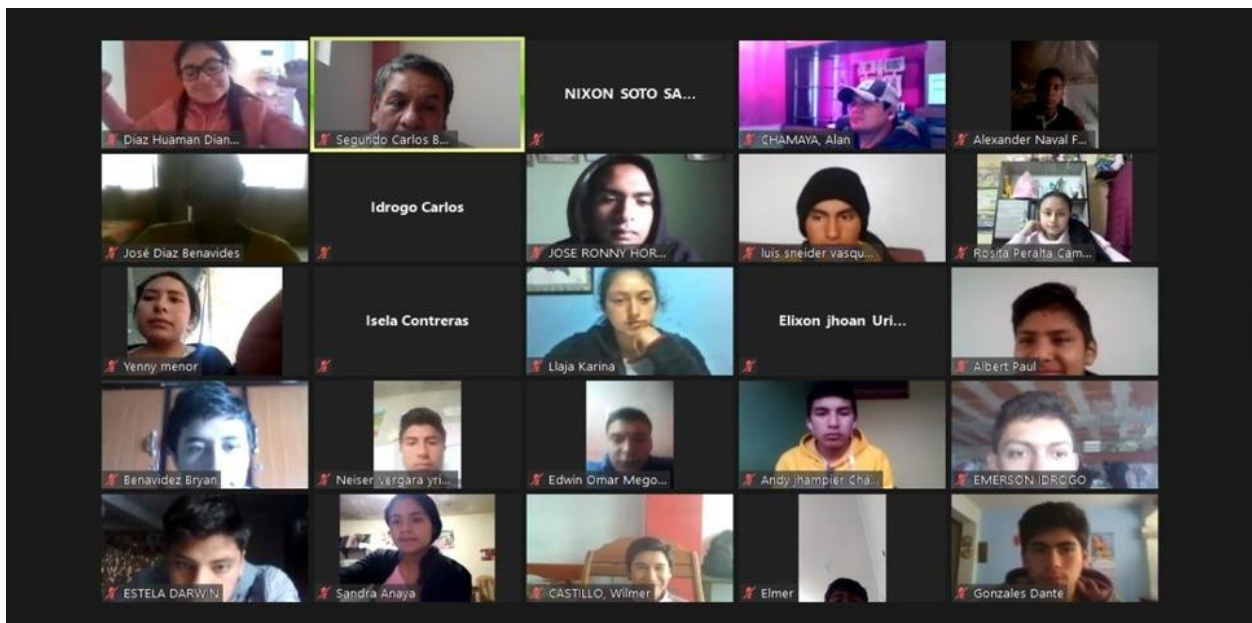 Diaz Huaman Dian...
Segundo Carlos B...
NIXON SOTO SA...
CHAMAYA, Alan
Alexander Naval F...
José Diaz Benavides
Idrogo Carlos
JOSE RONNY HOR...
luis sneider vasqu...
Rosita Peralta Cam...
Yenny menor
Isela Contreras
Llaja Karina
Elixon jhoan Uri...
Albert Paul
Benavidez Bryan
Neiser Vergara yri...
Edwin Omar Mego...
Andy jhampier Chá...
EMERSON IDROGO
ESTELA DARWIN
Sandra Anaya
CASTILLO, Wilmer
Elmer
Gonzales Dante